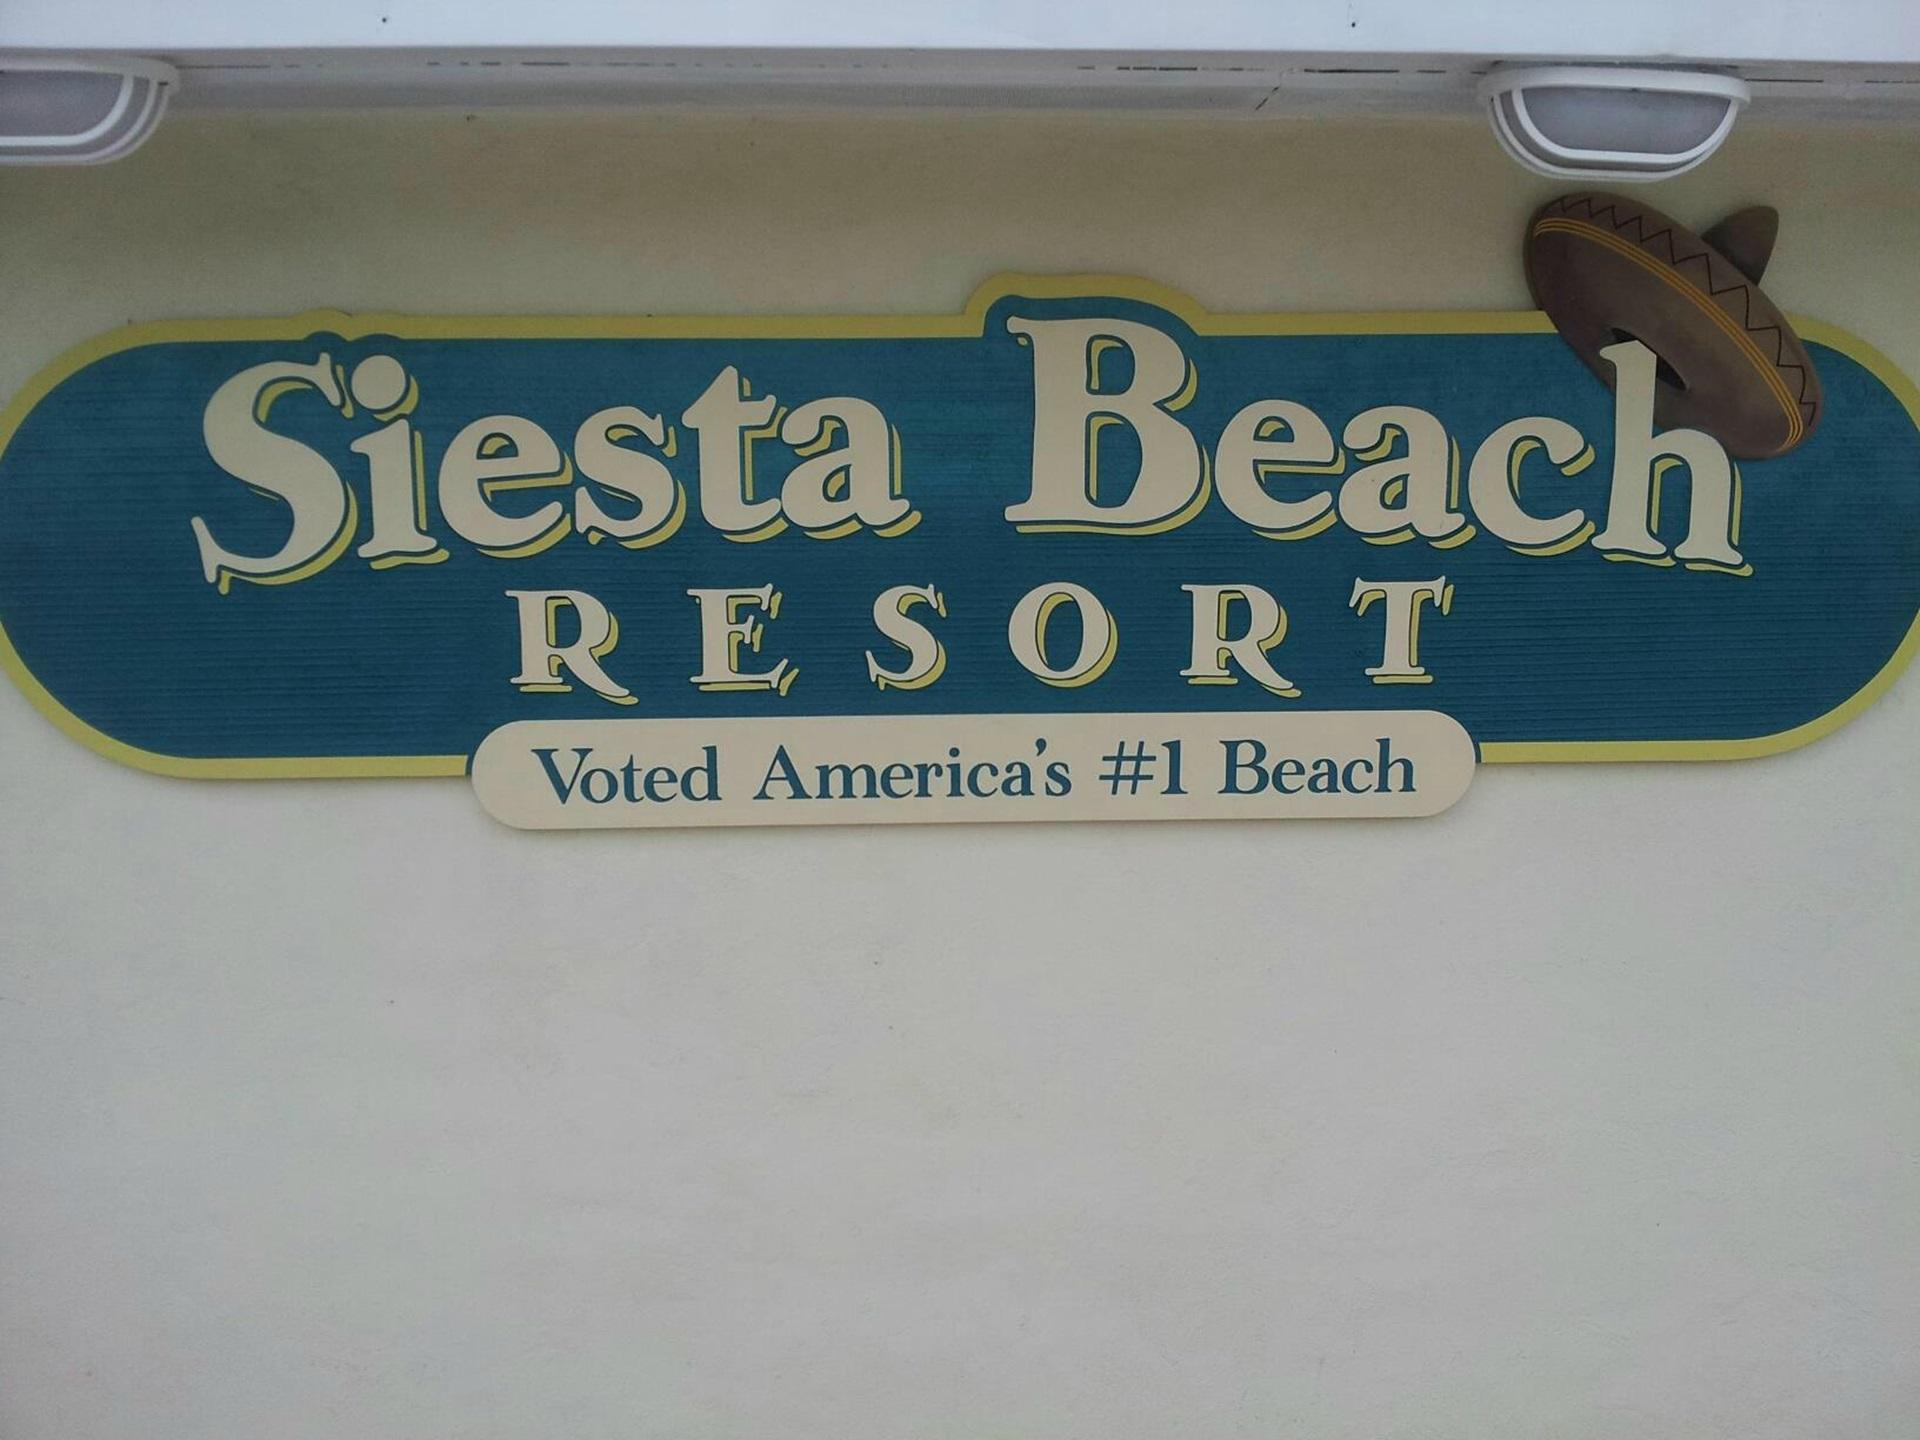 Siesta Beach
RESORT
Voted America's #1 Beach